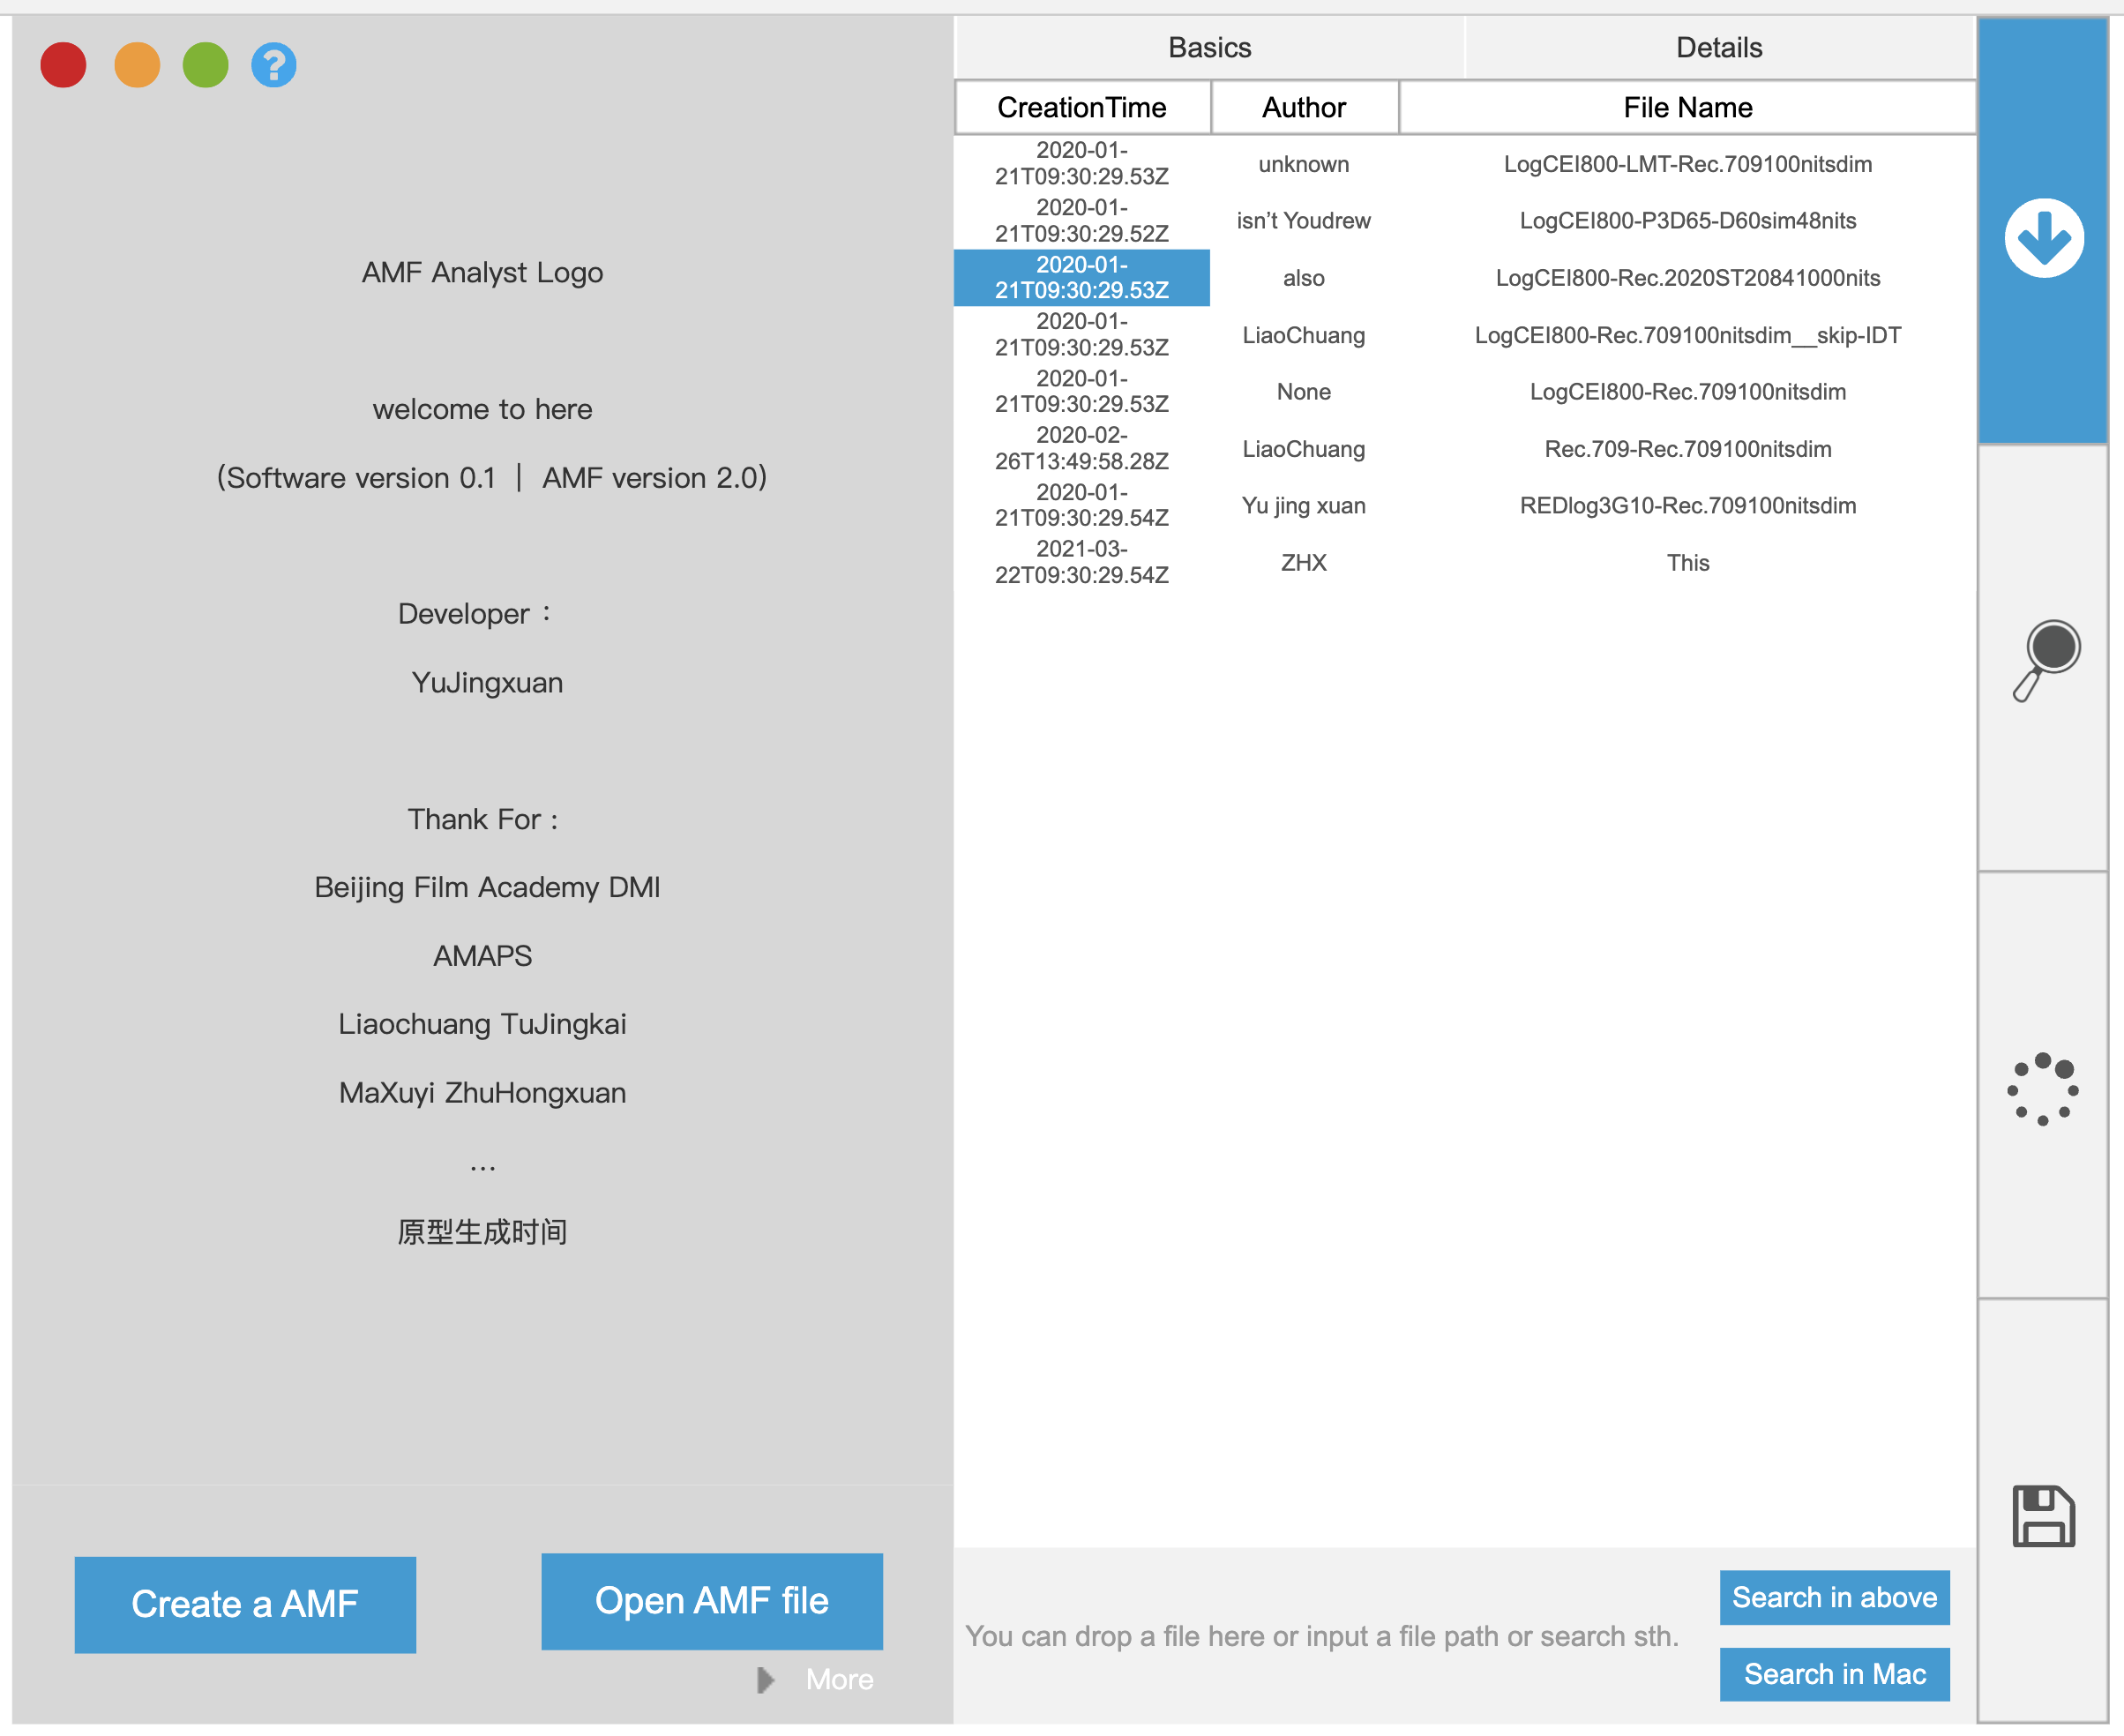 AMF Analyst Logo
welcome to here
(Software version 0.1 | AMF version 2.0)
Developer：
YuJingxuan
Thank For :
Beijing Film Academy DMI
AMAPS
Liaochuang TuJingkai
MaXuyi ZhuHongxuan
...
原型生成时间
Create a AMF
Open AMF file
More
Basics Details
CreationTime Author File Name
2020-01-
21T09:30:29.53Z unknown LogCEI800-LMT-Rec.709100nitsdim
2020-01-
21T09:30:29.52Z isn’t Youdrew LogCEI800-P3D65-D60sim48nits
2020-01-
21T09:30:29.53Z also LogCEI800-Rec.2020ST20841000nits
2020-01-
21T09:30:29.53Z LiaoChuang LogCEI800-Rec.709100nitsdim__skip-IDT
2020-01-
21T09:30:29.53Z None LogCEI800-Rec.709100nitsdim
2020-02-
26T13:49:58.28Z LiaoChuang Rec.709-Rec.709100nitsdim
2020-01-
21T09:30:29.54Z Yu jing xuan REDlog3G10-Rec.709100nitsdim
2021-03-
22T09:30:29.54Z ZHX This
You can drop a file here or input a file path or search sth.
Search in above
Search in Mac